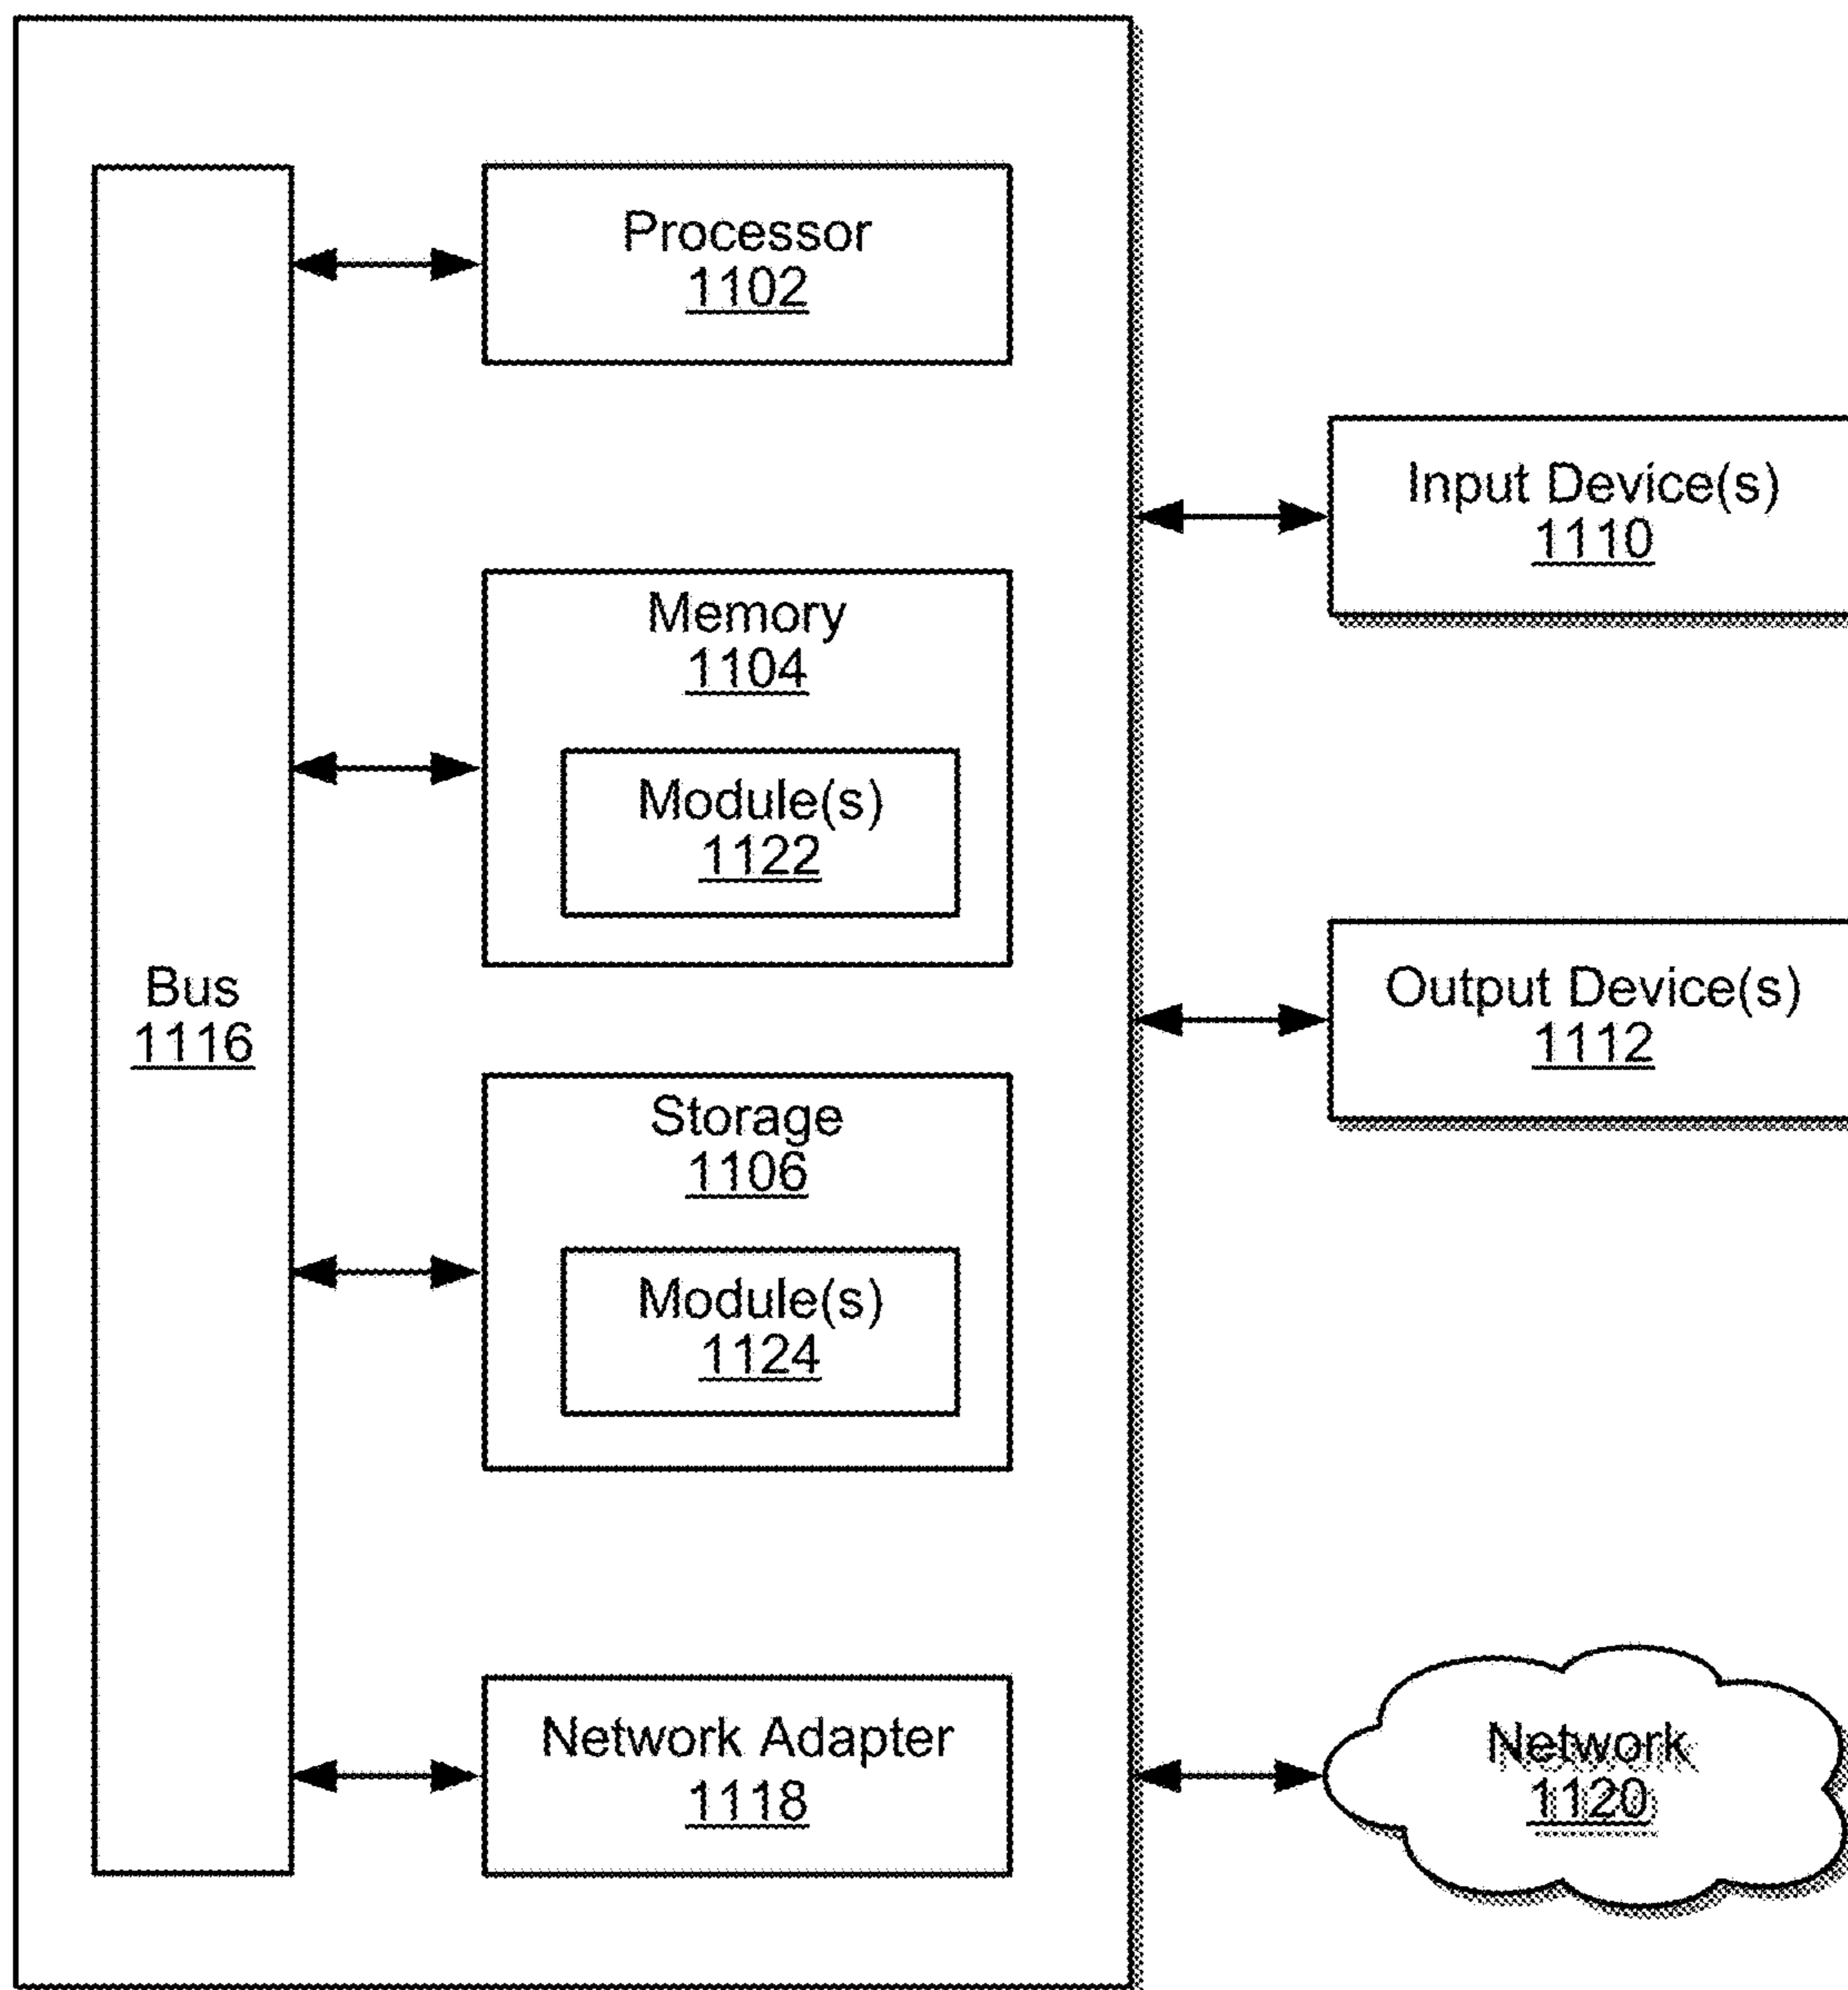 Processor
1102
Memory
1104
Module(s)
1122
Bus
1116
Storage
1106
Module(s)
1124
Network Adapter
1118
Input Device(s)
1110
Output Device(s)
1112
Network
1120